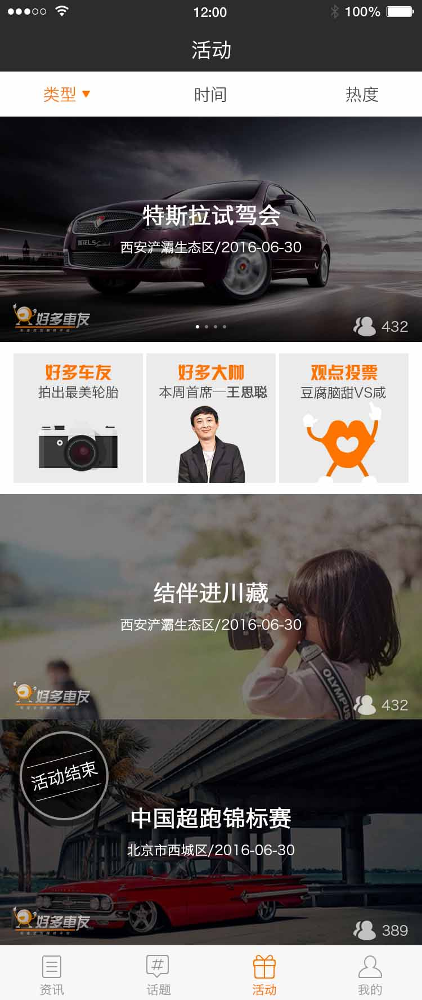 12:00
100%
活动
类型
时间
热度
特斯拉试驾会
西安浐灞生态区/2016-06-30
好多車友
432
好多车友
拍出最美轮胎
好多大咖
本周首席—王思聪
观点投票
豆腐脑甜VS咸
结伴进川藏
西安浐灞生态区/2016-06-30
OLYMPUS
好多車友
432
活动结束
中国超跑锦标赛
北京市西城区/2016-06-30
好多車友
389
资讯
#
话题
活动
我的